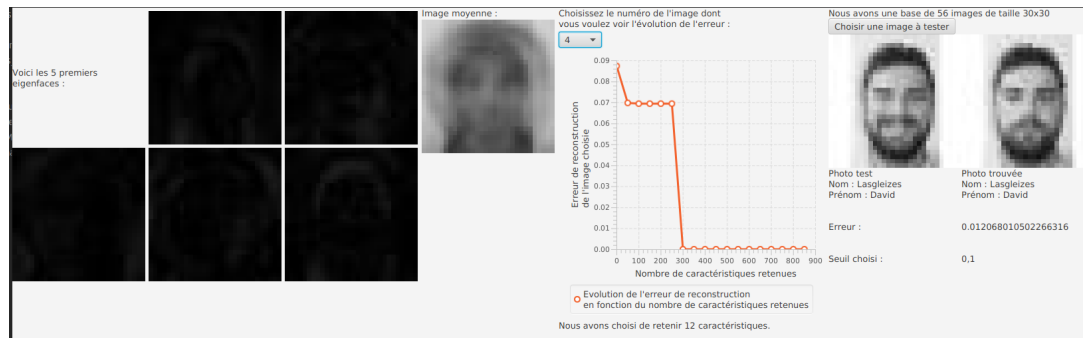 Voici les 5 premiers
eigenfaces :
Image moyenne :
Choisissez le numéro de l'image dont
vous voulez voir l'évolution de l'erreur :
4
0.09
0.08
0.07
0.06
0.05
0.04
0.03
0.02
0.01
0.00
Erreur de reconstruction
de l'image choisie
0 100 200 300 400 500 600 700 800 900
Nombre de caractéristiques retenues
Evolution de l'erreur de reconstruction
en fonction du nombre de caractéristiques retenues
Nous avons choisi de retenir 12 caractéristiques.
Nous avons une base de 56 images de taille 30x30
Choisir une image à tester
Photo test
Nom : Lasgleizes
Prénom : David
Photo trouvée
Nom : Lasgleizes
Prénom : David
Erreur : 0.012068010502266316
Seuil choisi : 0,1